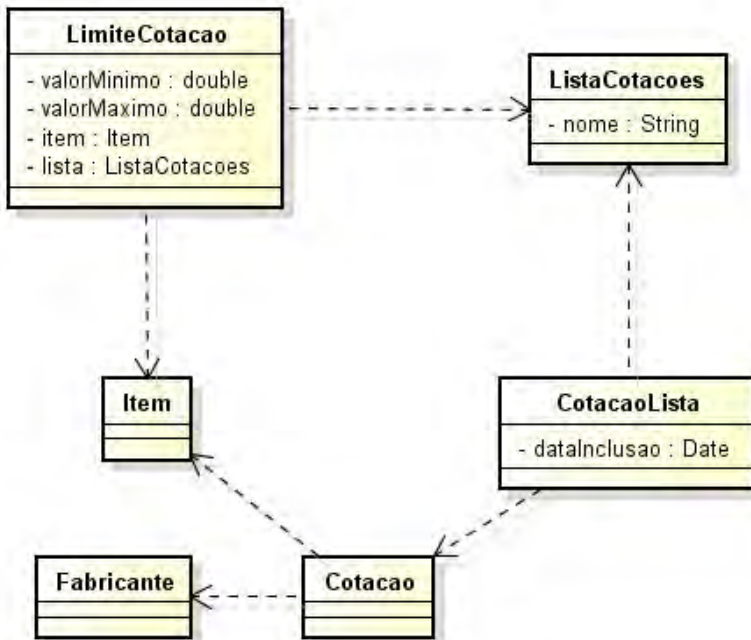 LimiteCotacao
- valorMinimo : double
- valorMaximo : double
- item : Item
- lista : ListaCotacoes
ListaCotacoes
- nome : String
Item
CotacaoLista
- dataInclusao : Date
Fabricante
Cotacao